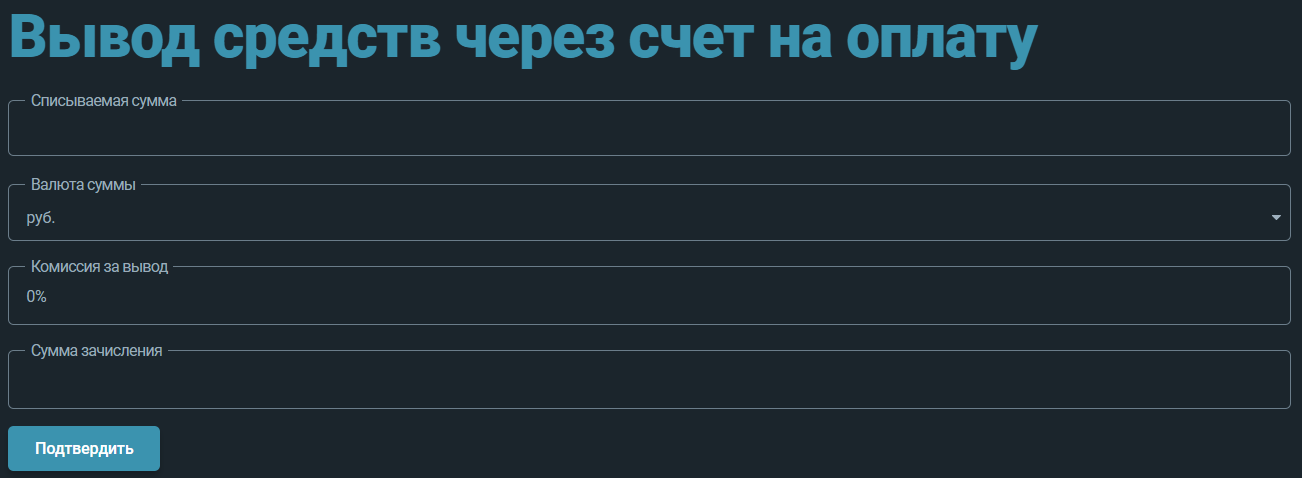 Вывод средств через счет на оплату
Списываемая сумма
Валюта суммы
руб.
Комиссия за вывод
0%
Сумма зачисления
Подтвердить